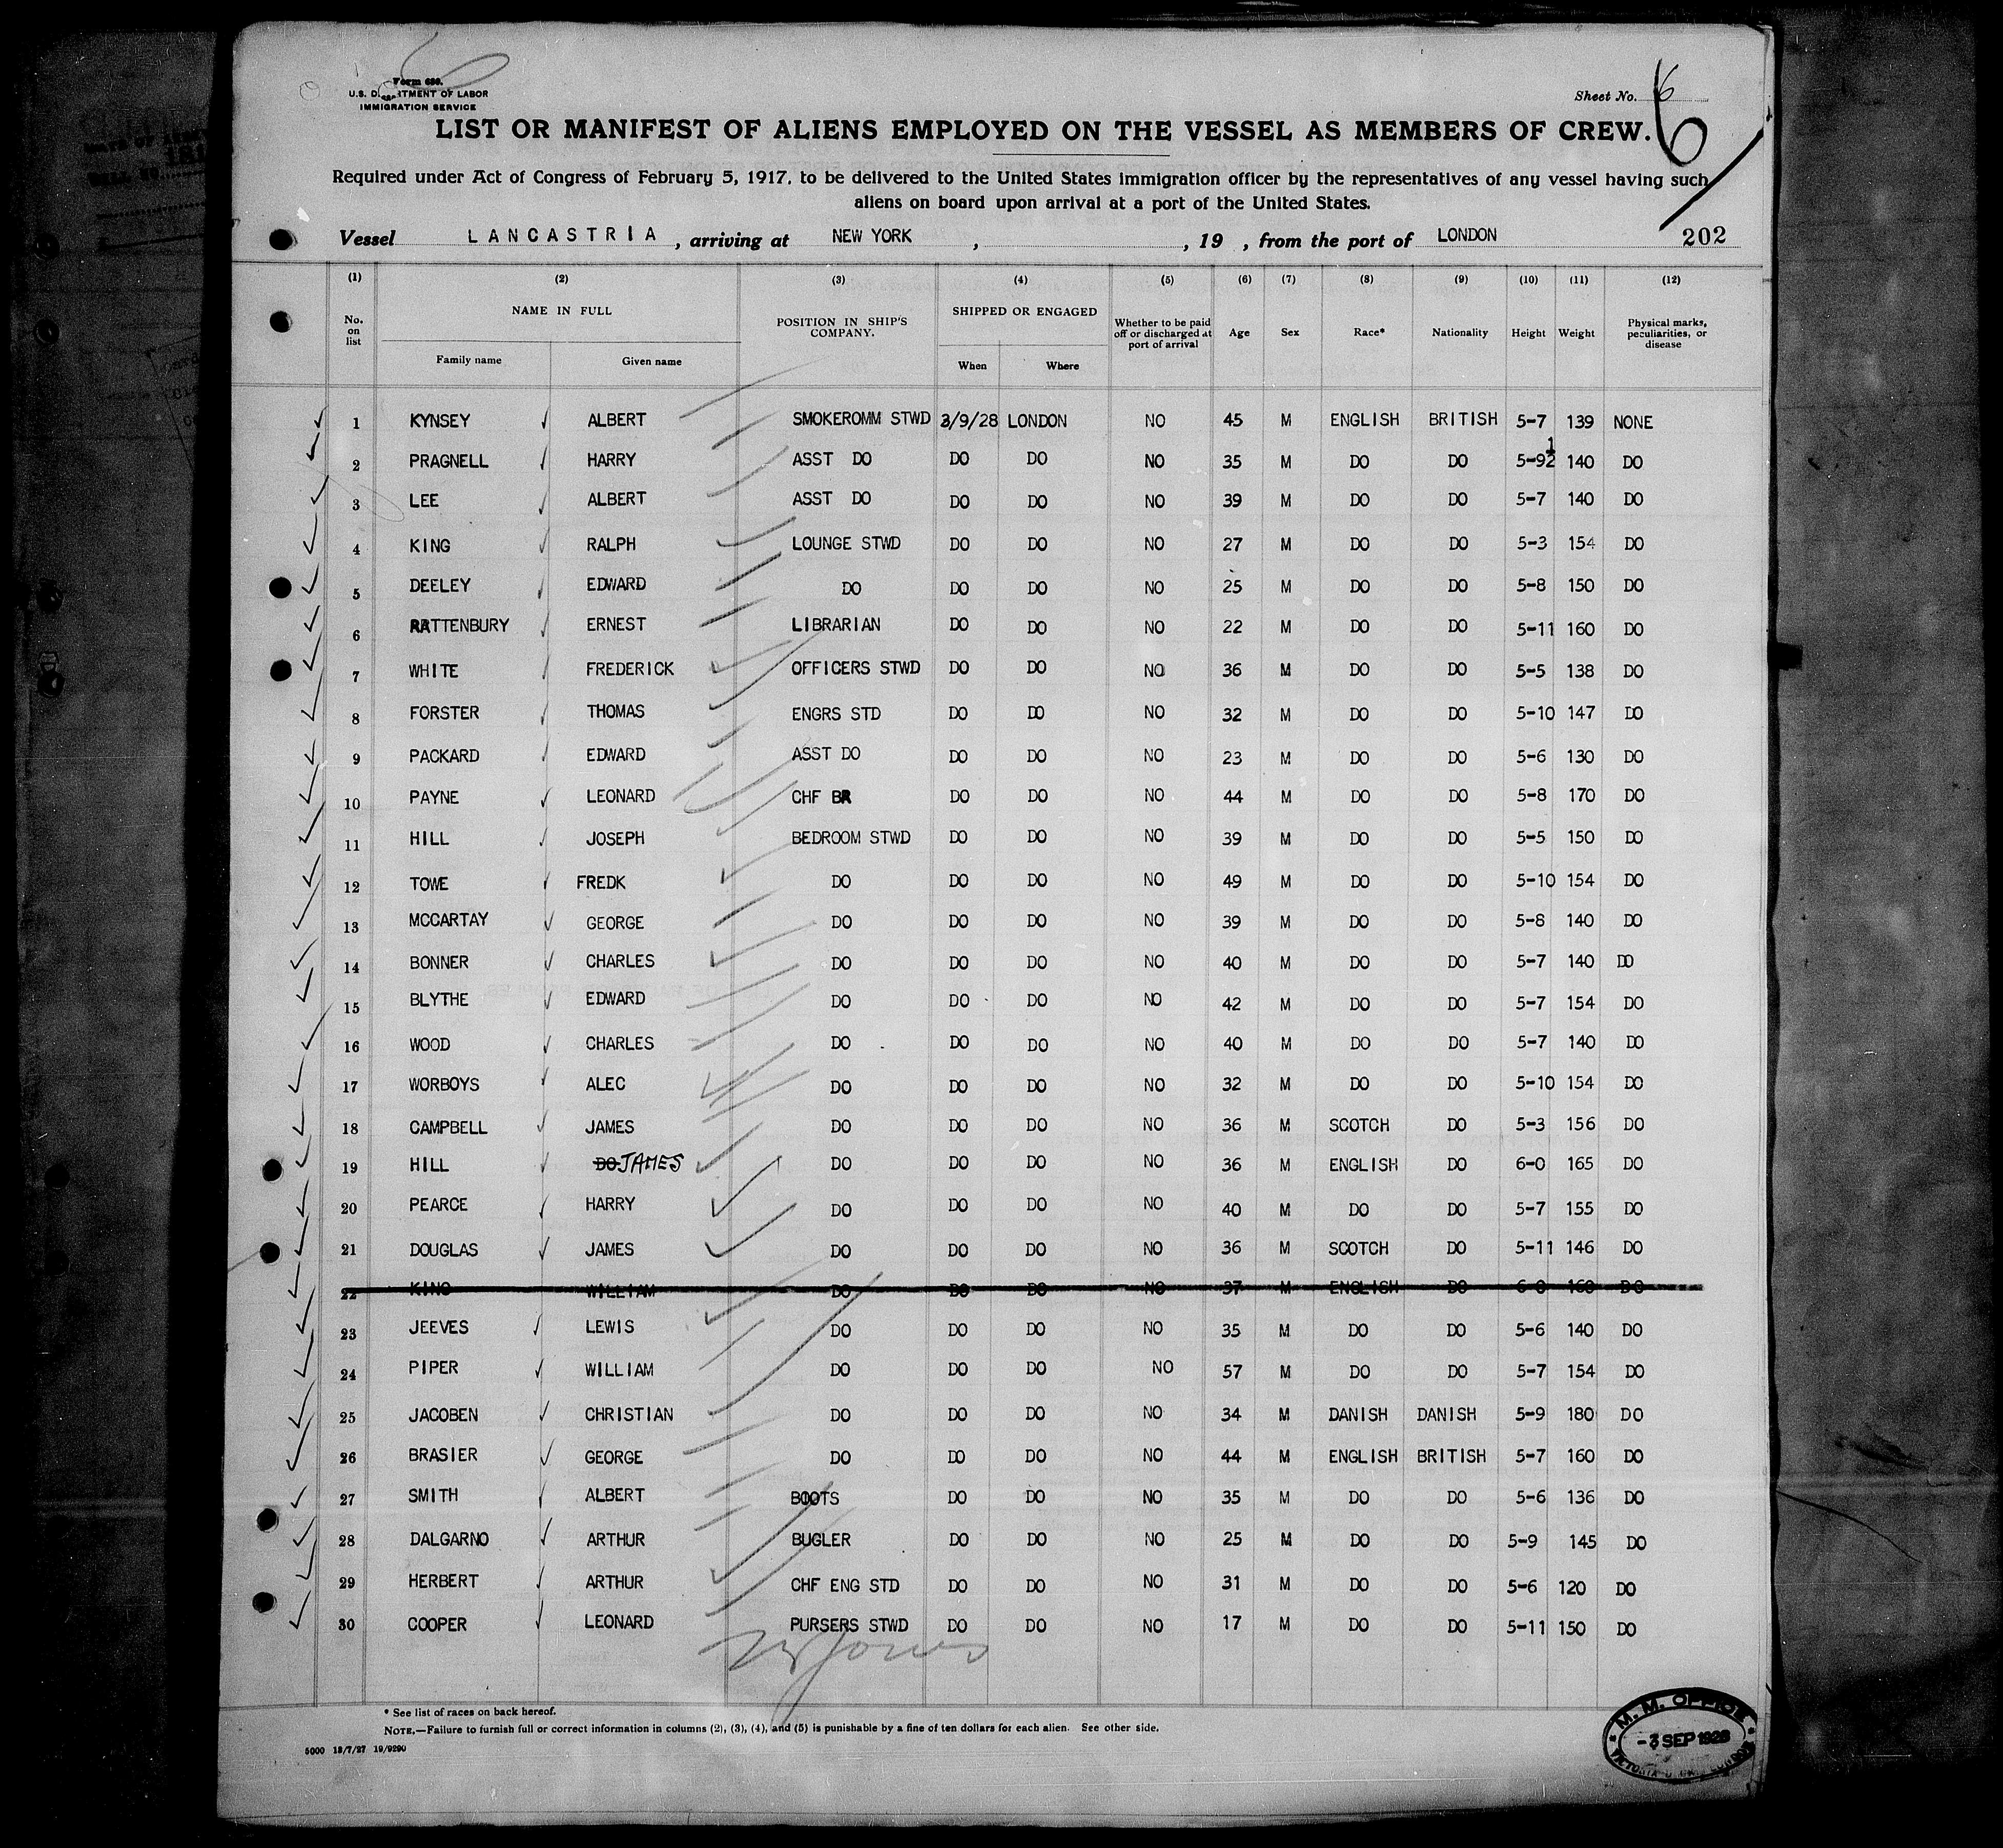 Form 689.
U.S. DEPARTMENT OF LABOR
IMMIGRATION SERVICE
Sheet No. 6
6
LIST OR MANIFEST OF ALIENS EMPLOYED ON THE VESSEL AS MEMBERS OF CREW.
Required under Act of Congress of February 5, 1917, to be delivered to the United States immigration officer by the representatives of any vessel having such
aliens on board upon arrival at a port of the United States.
Vessel LANCASTRIA, arriving at NEW YORK, , 19 , from the port of LONDON 202
(1) (2) (3) (4) (5) (6) (7) (8) (9) (10) (11) (12)
No. on list NAME IN FULL Family name Given name POSITION IN SHIP'S COMPANY. SHIPPED OR ENGAGED When Where Whether to be paid off or discharged at port of arrival Age Sex Race* Nationality Height Weight Physical marks, peculiarities, or disease
1 KYNSEY ALBERT SMOKEROMM STWD 3/9/28 LONDON NO 45 M ENGLISH BRITISH 5-7 139 NONE
2 PRAGNELL HARRY ASST DO DO DO NO 35 M DO DO 5-9½ 140 DO
3 LEE ALBERT ASST DO DO DO NO 39 M DO DO 5-7 140 DO
4 KING RALPH LOUNGE STWD DO DO NO 27 M DO DO 5-3 154 DO
5 DEELEY EDWARD DO DO DO NO 25 M DO DO 5-8 150 DO
6 RATTENBURY ERNEST LIBRARIAN DO DO NO 22 M DO DO 5-11 160 DO
7 WHITE FREDERICK OFFICERS STWD DO DO NO 36 M DO DO 5-5 138 DO
8 FORSTER THOMAS ENGRS STD DO DO NO 32 M DO DO 5-10 147 DO
9 PACKARD EDWARD ASST DO DO DO NO 23 M DO DO 5-6 130 DO
10 PAYNE LEONARD CHF BR DO DO NO 44 M DO DO 5-8 170 DO
11 HILL JOSEPH BEDROOM STWD DO DO NO 39 M DO DO 5-5 150 DO
12 TOWE FREDK DO DO DO NO 49 M DO DO 5-10 154 DO
13 MCCARTAY GEORGE DO DO DO NO 39 M DO DO 5-8 140 DO
14 BONNER CHARLES DO DO DO NO 40 M DO DO 5-7 140 DO
15 BLYTHE EDWARD DO DO DO NO 42 M DO DO 5-7 154 DO
16 WOOD CHARLES DO DO DO NO 40 M DO DO 5-7 140 DO
17 WORBOYS ALEC DO DO DO NO 32 M DO DO 5-10 154 DO
18 CAMPBELL JAMES DO DO DO NO 36 M SCOTCH DO 5-3 156 DO
19 HILL DO JAMES DO DO DO NO 36 M ENGLISH DO 6-0 165 DO
20 PEARCE HARRY DO DO DO NO 40 M DO DO 5-7 155 DO
21 DOUGLAS JAMES DO DO DO NO 36 M SCOTCH DO 5-11 146 DO
22 KING WILLIAM DO DO DO NO 37 M ENGLISH DO 6-0 160 DO
23 JEEVES LEWIS DO DO DO NO 35 M DO DO 5-6 140 DO
24 PIPER WILLIAM DO DO DO NO 57 M DO DO 5-7 154 DO
25 JACOBEN CHRISTIAN DO DO DO NO 34 M DANISH DANISH 5-9 180 DO
26 BRASIER GEORGE DO DO DO NO 44 M ENGLISH BRITISH 5-7 160 DO
27 SMITH ALBERT BOOTS DO DO NO 35 M DO DO 5-6 136 DO
28 DALGARNO ARTHUR BUGLER DO DO NO 25 M DO DO 5-9 145 DO
29 HERBERT ARTHUR CHF ENG STD DO DO NO 31 M DO DO 5-6 120 DO
30 COOPER LEONARD PURSERS STWD DO DO NO 17 M DO DO 5-11 150 DO
* See list of races on back hereof.
NOTE.—Failure to furnish full or correct information in columns (2), (3), (4), and (5) is punishable by a fine of ten dollars for each alien. See other side.
5000 13/7/27 19/9290
M. M. OFFICE
-3 SEP 1928
VICTORIA